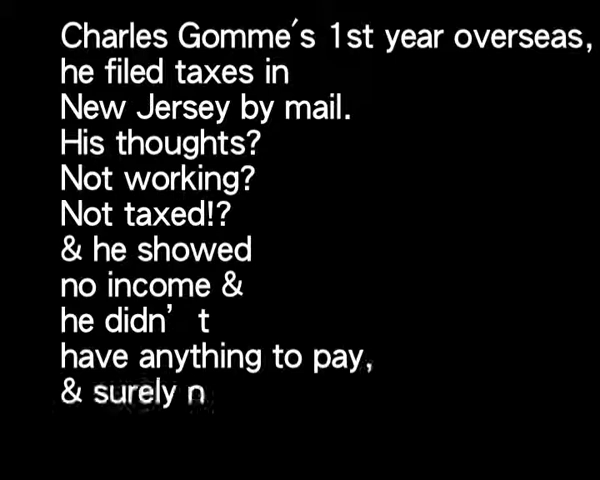 Charles Gomme's 1st year overseas,
he filed taxes in
New Jersey by mail.
His thoughts?
Not working?
Not taxed!?
& he showed
no income &
he didn' t
have anything to pay,
& surely n